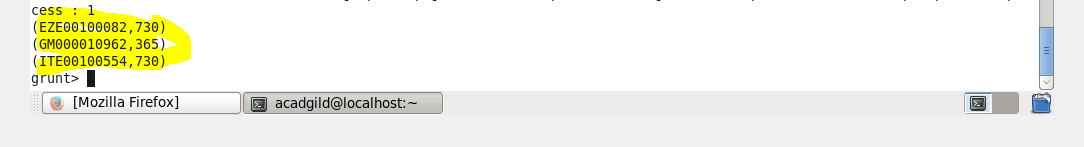 cess : 1
(EZE00100082,730)
(GM000010962,365)
(ITE00100554,730)
grunt>
[Mozilla Firefox]
acadgild@localhost:~